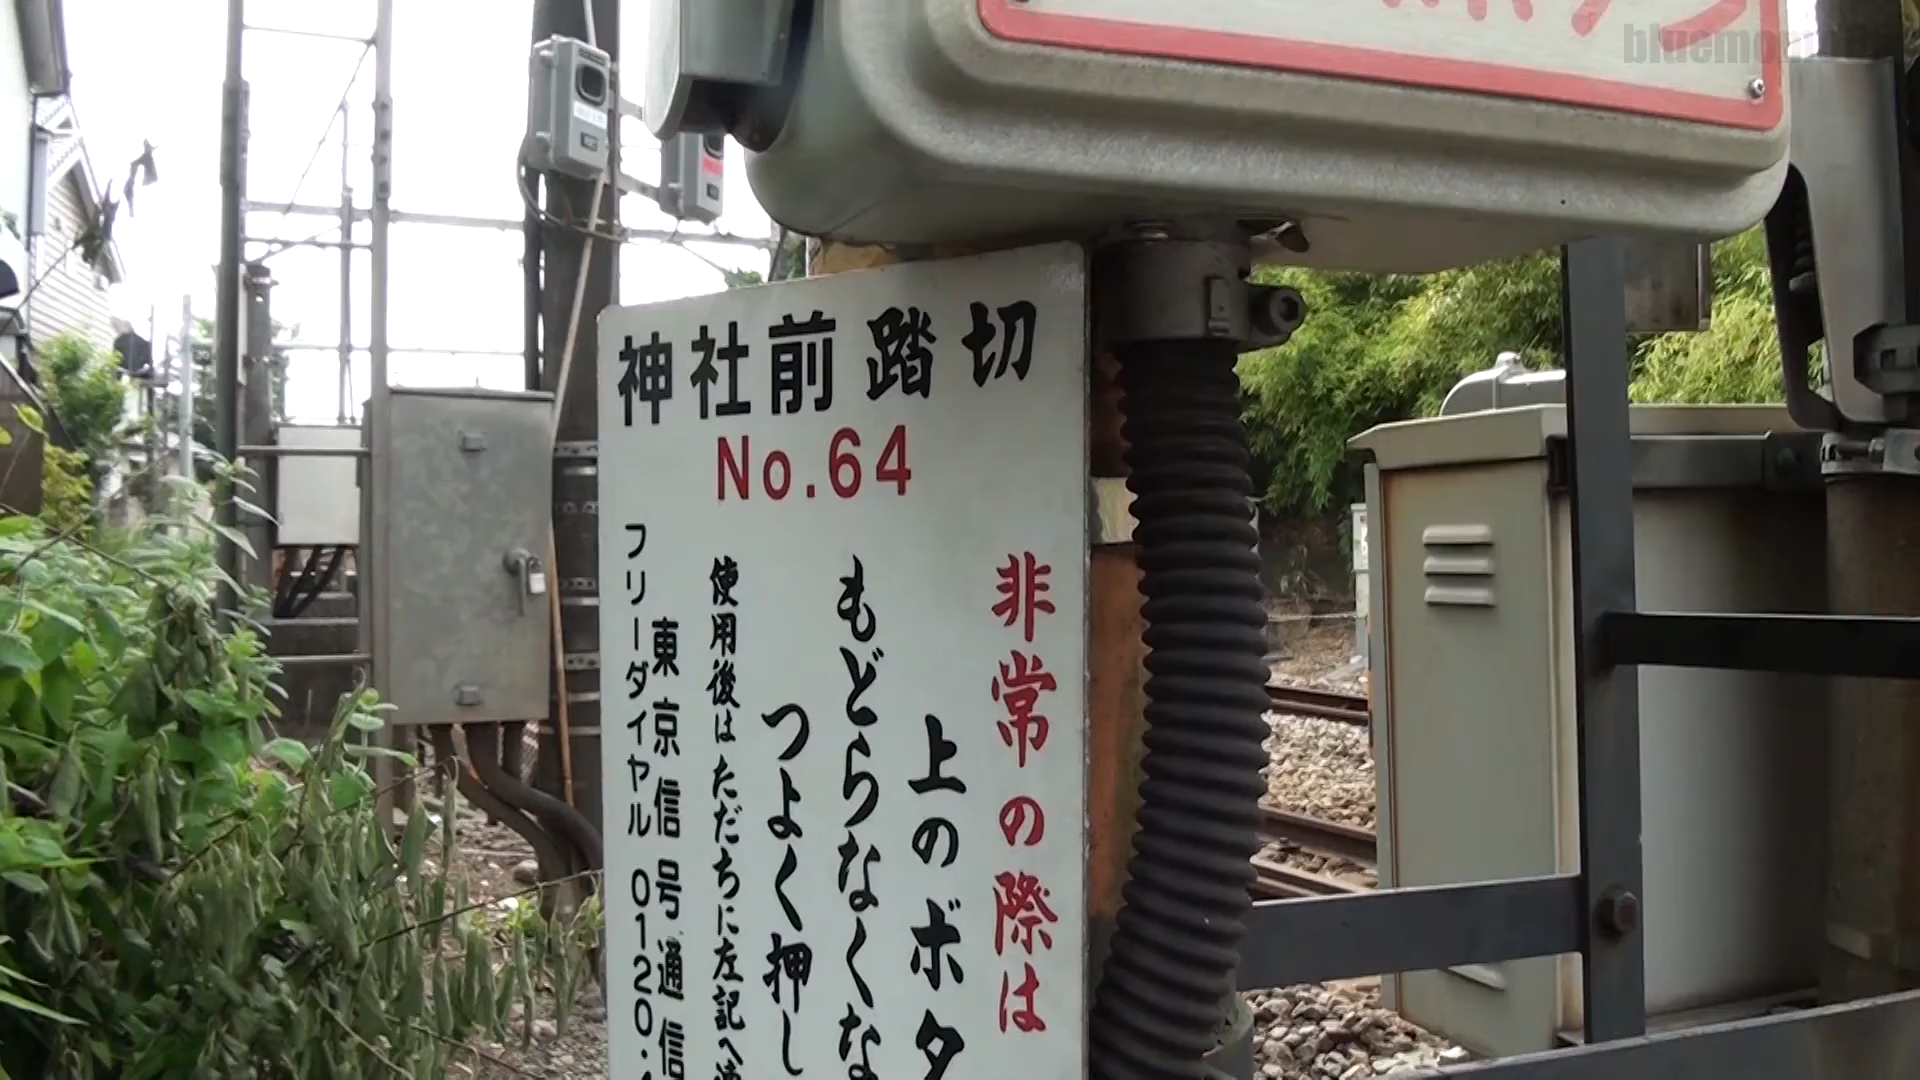 神社前踏切
No.64
非常の際は
上のボタ
もどらなくな
つよく押し
使用後はただちに左記へ
東京信号通信
フリーダイヤル 0120.
bluemo